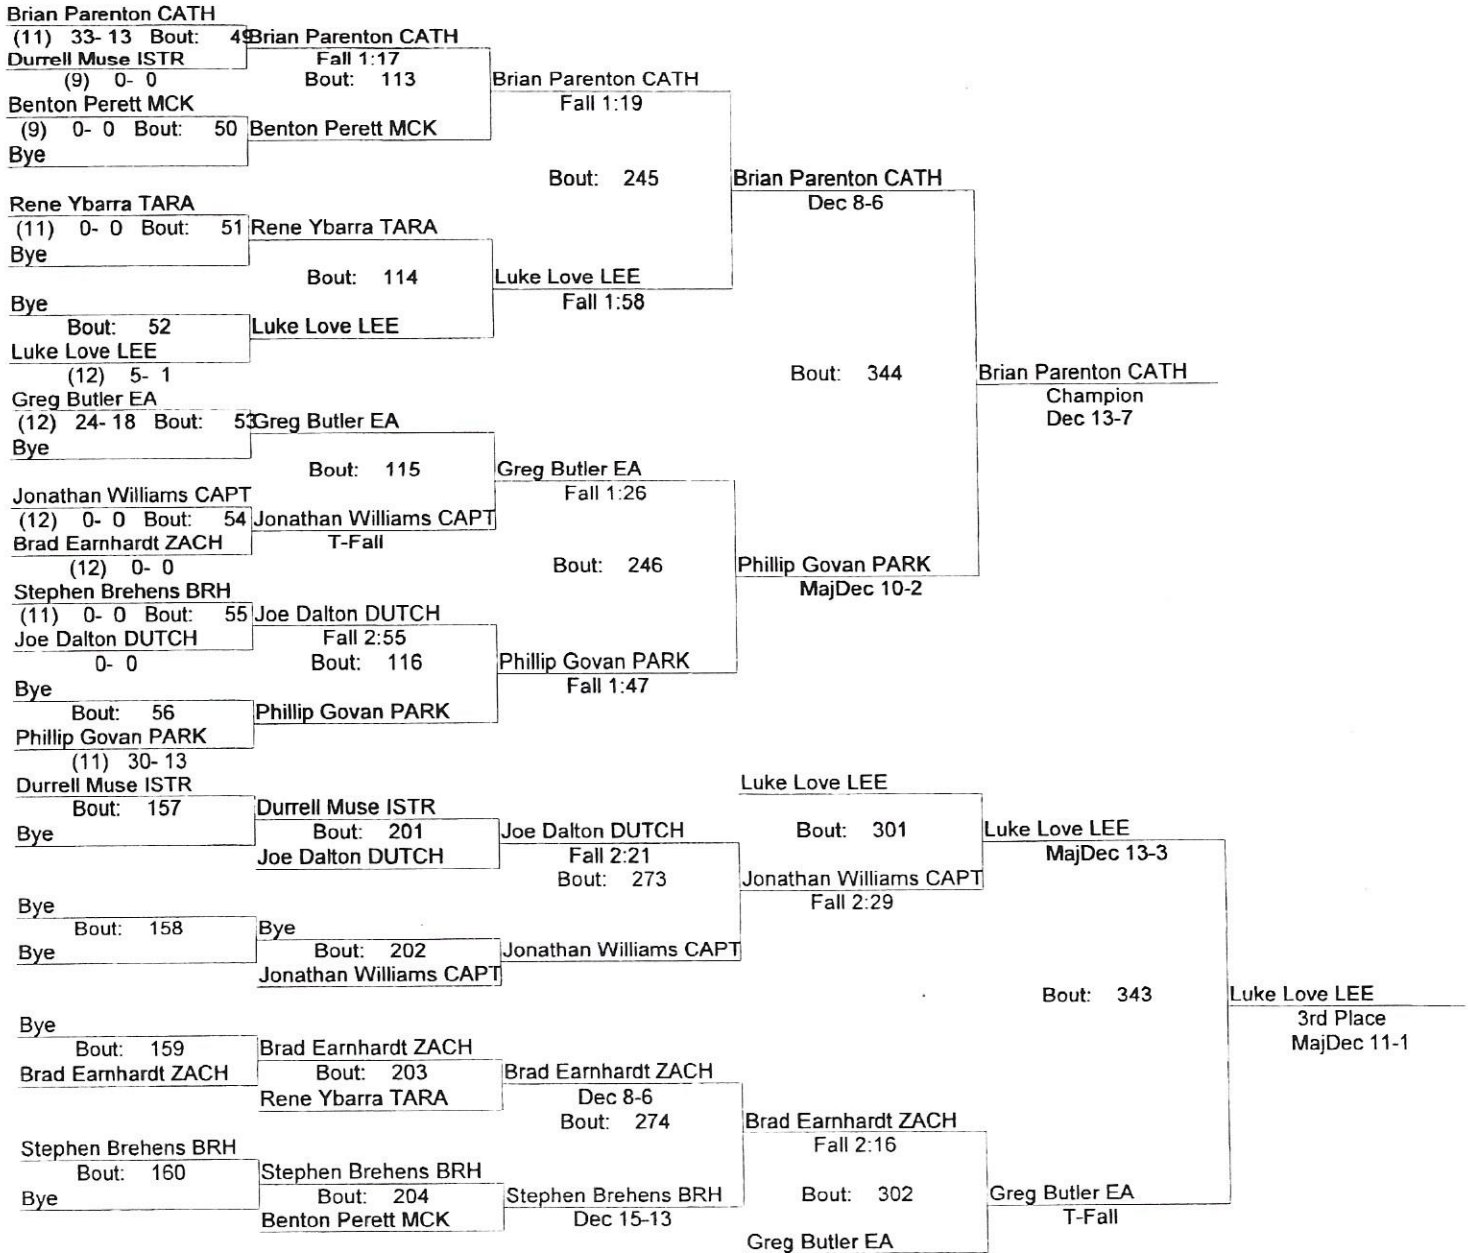 Brian Parenton CATH
(11) 33- 13 Bout: 49
Durrell Muse ISTR
(9) 0- 0
Benton Perett MCK
(9) 0- 0 Bout: 50
Bye
Rene Ybarra TARA
(11) 0- 0 Bout: 51
Bye
Bye
Bout: 52
Luke Love LEE
(12) 5- 1
Greg Butler EA
(12) 24- 18 Bout: 53
Bye
Jonathan Williams CAPT
(12) 0- 0 Bout: 54
Brad Earnhardt ZACH
(12) 0- 0
Stephen Brehens BRH
(11) 0- 0 Bout: 55
Joe Dalton DUTCH
0- 0
Bye
Bout: 56
Phillip Govan PARK
(11) 30- 13
Brian Parenton CATH
Fall 1:17
Bout: 113
Benton Perett MCK
Rene Ybarra TARA
Bout: 114
Luke Love LEE
Greg Butler EA
Bout: 115
Jonathan Williams CAPT
T-Fall
Joe Dalton DUTCH
Fall 2:55
Bout: 116
Phillip Govan PARK
Brian Parenton CATH
Fall 1:19
Bout: 245
Luke Love LEE
Fall 1:58
Greg Butler EA
Fall 1:26
Bout: 246
Phillip Govan PARK
Fall 1:47
Brian Parenton CATH
Dec 8-6
Bout: 344
Phillip Govan PARK
MajDec 10-2
Brian Parenton CATH
Champion
Dec 13-7
Durrell Muse ISTR
Bout: 157
Bye
Bye
Bout: 158
Bye
Bye
Bout: 159
Brad Earnhardt ZACH
Stephen Brehens BRH
Bout: 160
Bye
Durrell Muse ISTR
Bout: 201
Joe Dalton DUTCH
Bye
Bout: 202
Jonathan Williams CAPT
Brad Earnhardt ZACH
Bout: 203
Rene Ybarra TARA
Stephen Brehens BRH
Bout: 204
Benton Perett MCK
Joe Dalton DUTCH
Fall 2:21
Bout: 273
Jonathan Williams CAPT
Brad Earnhardt ZACH
Dec 8-6
Bout: 274
Stephen Brehens BRH
Dec 15-13
Luke Love LEE
Bout: 301
Jonathan Williams CAPT
Fall 2:29
Brad Earnhardt ZACH
Fall 2:16
Bout: 302
Greg Butler EA
Luke Love LEE
MajDec 13-3
Bout: 343
Greg Butler EA
T-Fall
Luke Love LEE
3rd Place
MajDec 11-1